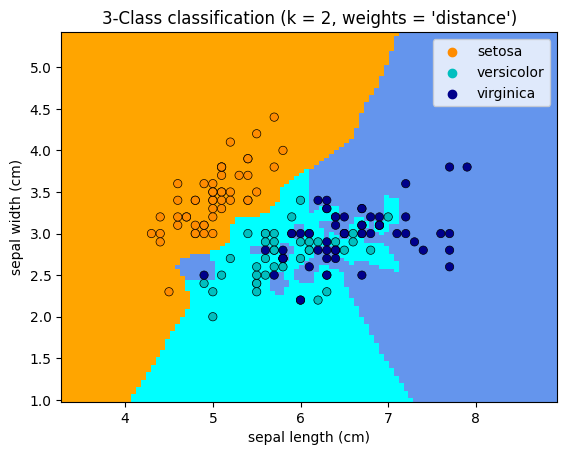 3-Class classification (k = 2, weights = 'distance')
setosa
versicolor
virginica
sepal width (cm)
5.0
4.5
4.0
3.5
3.0
2.5
2.0
1.5
1.0
4 5 6 7 8
sepal length (cm)